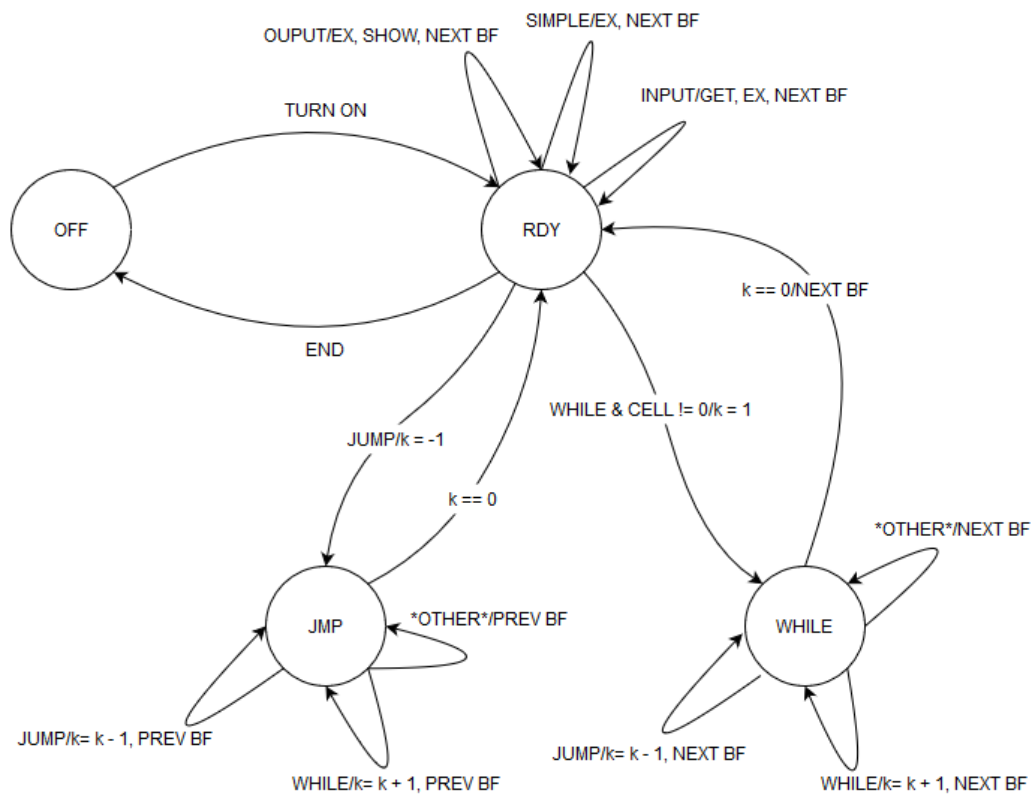 SIMPLE/EX, NEXT BF
OUPUT/EX, SHOW, NEXT BF
INPUT/GET, EX, NEXT BF
TURN ON
OFF
RDY
k == 0/NEXT BF
END
WHILE & CELL != 0/k = 1
JUMP/k = -1
k == 0
*OTHER*/NEXT BF
*OTHER*/PREV BF
JMP
WHILE
JUMP/k= k - 1, PREV BF
JUMP/k= k - 1, NEXT BF
WHILE/k= k + 1, PREV BF
WHILE/k= k + 1, NEXT BF